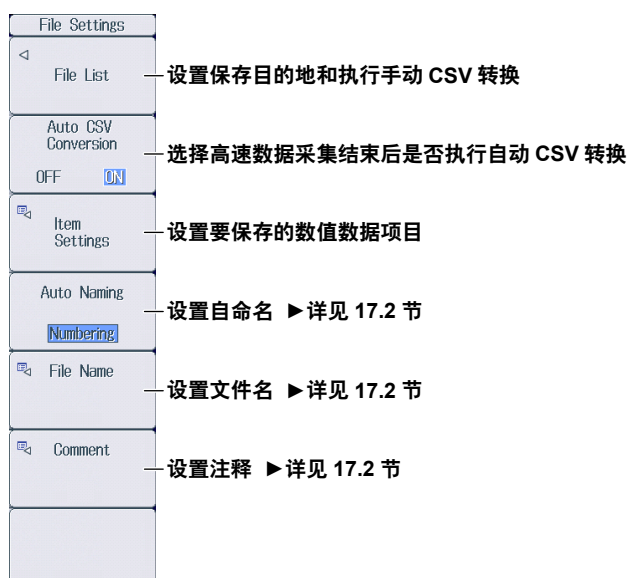 File Settings
File List
设置保存目的地和执行手动 CSV 转换
Auto CSV
Conversion
OFF ON
选择高速数据采集结束后是否执行自动 CSV 转换
Item
Settings
设置要保存的数值数据项目
Auto Naming
Numbering
设置自命名 ►详见 17.2 节
File Name
设置文件名 ►详见 17.2 节
Comment
设置注释 ►详见 17.2 节